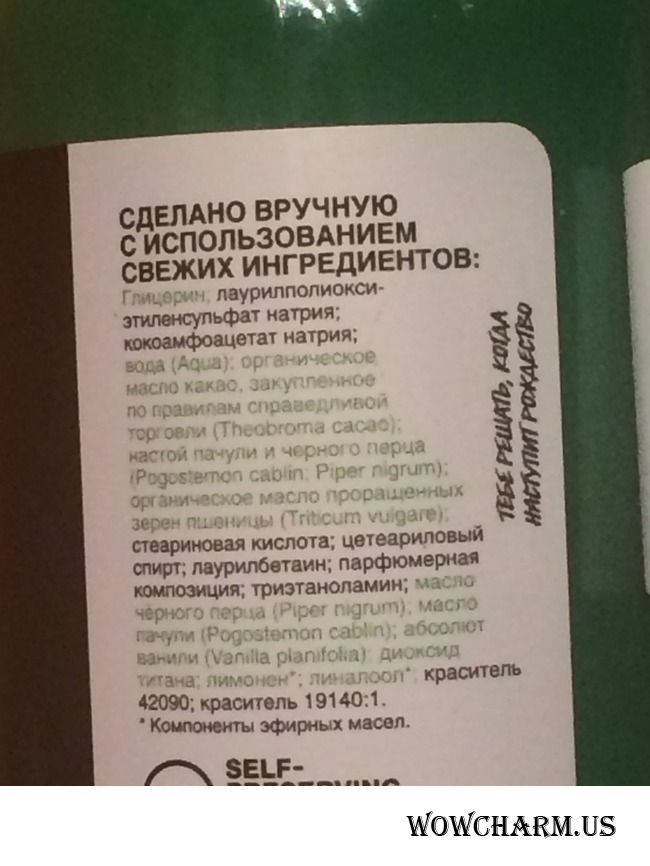 СДЕЛАНО ВРУЧНУЮ
С ИСПОЛЬЗОВАНИЕМ
СВЕЖИХ ИНГРЕДИЕНТОВ:
Глицерин; лаурилполиокси-
этиленсульфат натрия;
кокоамфоацетат натрия;
вода (Aqua); органическое
масло какао, закупленное
по правилам справедливой
торговли (Theobroma cacao);
настой пачули и черного перца
(Pogostemon cablin; Piper nigrum);
органическое масло пророщенных
зерен пшеницы (Triticum vulgare);
стеариновая кислота; цетеариловый
спирт; лаурилбетаин; парфюмерная
композиция; триэтаноламин; масло
чёрного перца (Piper nigrum); масло
пачули (Pogostemon cablin); абсолют
ванили (Vanilla planifolia); диоксид
титана; лимонен*; линалоол*; краситель
42090; краситель 19140:1.
* Компоненты эфирных масел.
SELF-
PRESERVING
ТЕБЕ РЕШАТЬ, КОГДА
НАСТУПИТ РОЖДЕСТВО
WOWCHARM.US